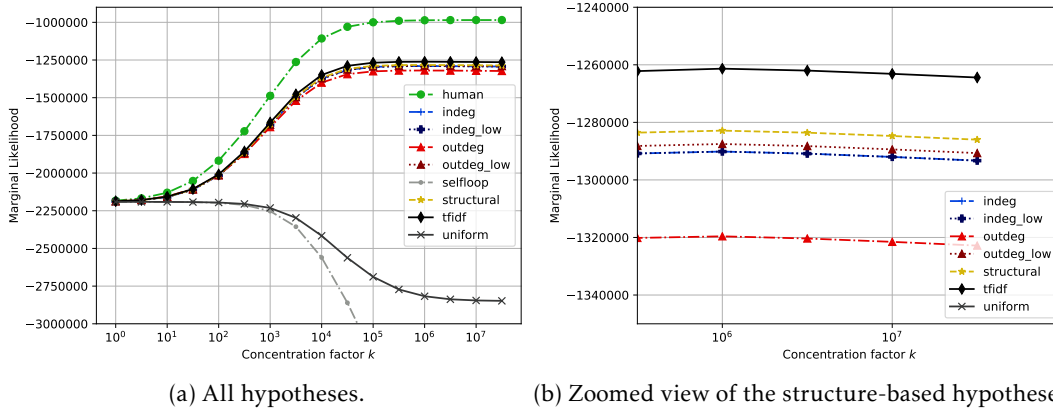 −1000000
−1250000
−1500000
−1750000
−2000000
−2250000
−2500000
−2750000
−3000000
Marginal Likelihood
10^0
10^1
10^2
10^3
10^4
10^5
10^6
10^7
Concentration factor k
human
indeg
indeg_low
outdeg
outdeg_low
selfloop
structural
tfidf
uniform
(a) All hypotheses.
−1240000
−1260000
−1280000
−1300000
−1320000
−1340000
Marginal Likelihood
10^6
10^7
Concentration factor k
indeg
indeg_low
outdeg
outdeg_low
structural
tfidf
uniform
(b) Zoomed view of the structure-based hypothese